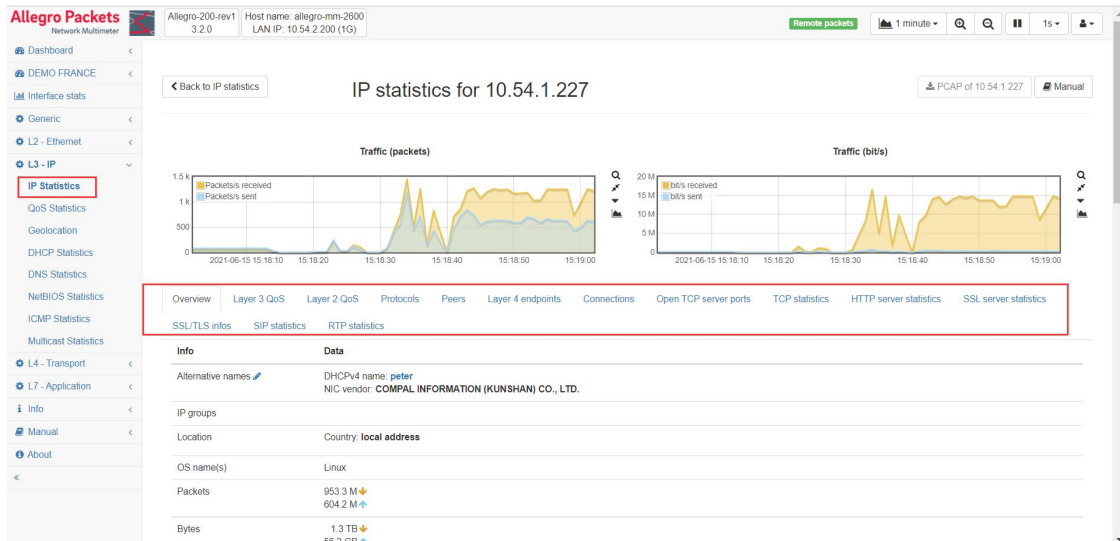 Allegro Packets
Network Multimeter
Allegro-200-rev1
3.2.0
Host name: allegro-mm-2600
LAN IP: 10.54.2.200 (1G)
Remote packets
1 minute
1s
Dashboard
DEMO FRANCE
Interface stats
Generic
L2 - Ethernet
L3 - IP
IP Statistics
QoS Statistics
Geolocation
DHCP Statistics
DNS Statistics
NetBIOS Statistics
ICMP Statistics
Multicast Statistics
L4 - Transport
L7 - Application
Info
Manual
About
«
Back to IP statistics
IP statistics for 10.54.1.227
PCAP of 10.54.1.227
Manual
Traffic (packets)
1.5 k
1 k
500
0
Packets/s received
Packets/s sent
2021-06-15 15:18:10 15:18:20 15:18:30 15:18:40 15:18:50 15:19:00
Traffic (bit/s)
20 M
15 M
10 M
5 M
0
bit/s received
bit/s sent
2021-06-15 15:18:10 15:18:20 15:18:30 15:18:40 15:18:50 15:19:00
Overview Layer 3 QoS Layer 2 QoS Protocols Peers Layer 4 endpoints Connections Open TCP server ports TCP statistics HTTP server statistics SSL server statistics
SSL/TLS infos SIP statistics RTP statistics
Info Data
Alternative names DHCPv4 name: peter
NIC vendor: COMPAL INFORMATION (KUNSHAN) CO., LTD.
IP groups
Location Country: local address
OS name(s) Linux
Packets 953.3 M
604.2 M
Bytes 1.3 TB